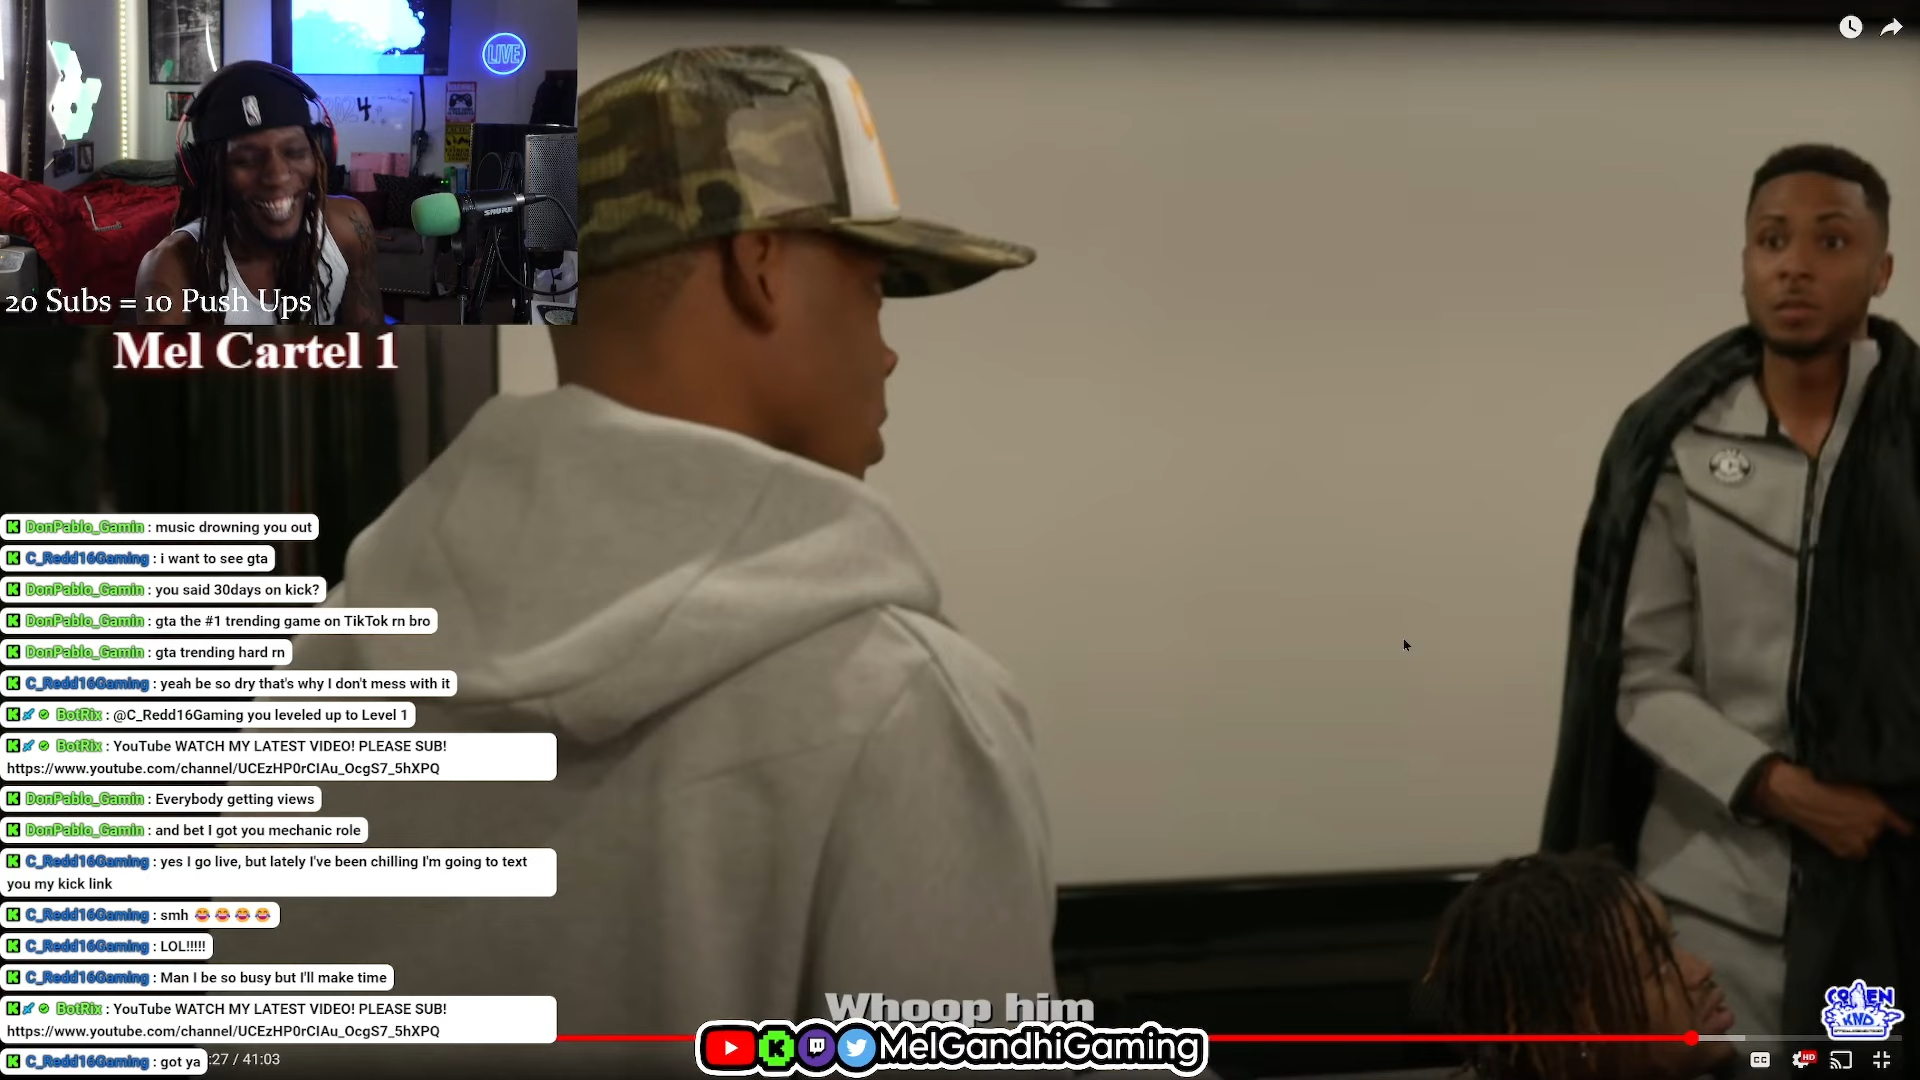 LIVE
2024
SHURE
20 Subs = 10 Push Ups
Mel Cartel 1
DonPablo_Gamin : music drowning you out
C_Redd16Gaming : i want to see gta
DonPablo_Gamin : you said 30days on kick?
DonPablo_Gamin : gta the #1 trending game on TikTok rn bro
DonPablo_Gamin : gta trending hard rn
C_Redd16Gaming : yeah be so dry that's why I don't mess with it
BotRix : @C_Redd16Gaming you leveled up to Level 1
BotRix : YouTube WATCH MY LATEST VIDEO! PLEASE SUB!
https://www.youtube.com/channel/UCEzHP0rCIAu_OcgS7_5hXPQ
DonPablo_Gamin : Everybody getting views
DonPablo_Gamin : and bet I got you mechanic role
C_Redd16Gaming : yes I go live, but lately I've been chilling I'm going to text
you my kick link
C_Redd16Gaming : smh 😂 😂 😂 😂
C_Redd16Gaming : LOL!!!!!
C_Redd16Gaming : Man I be so busy but I'll make time
BotRix : YouTube WATCH MY LATEST VIDEO! PLEASE SUB!
https://www.youtube.com/channel/UCEzHP0rCIAu_OcgS7_5hXPQ
C_Redd16Gaming : got ya
:27 / 41:03
Whoop him
MelGandhiGaming
CC
HD